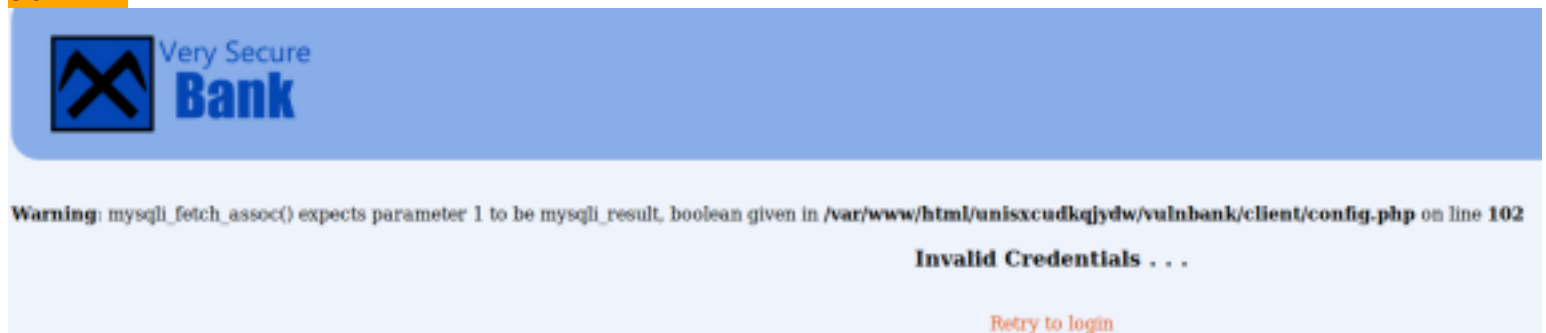 Very Secure
Bank
Warning: mysqli_fetch_assoc() expects parameter 1 to be mysqli_result, boolean given in /var/www/html/unisxcudkqjydw/vulnbank/client/config.php on line 102
Invalid Credentials . . .
Retry to login